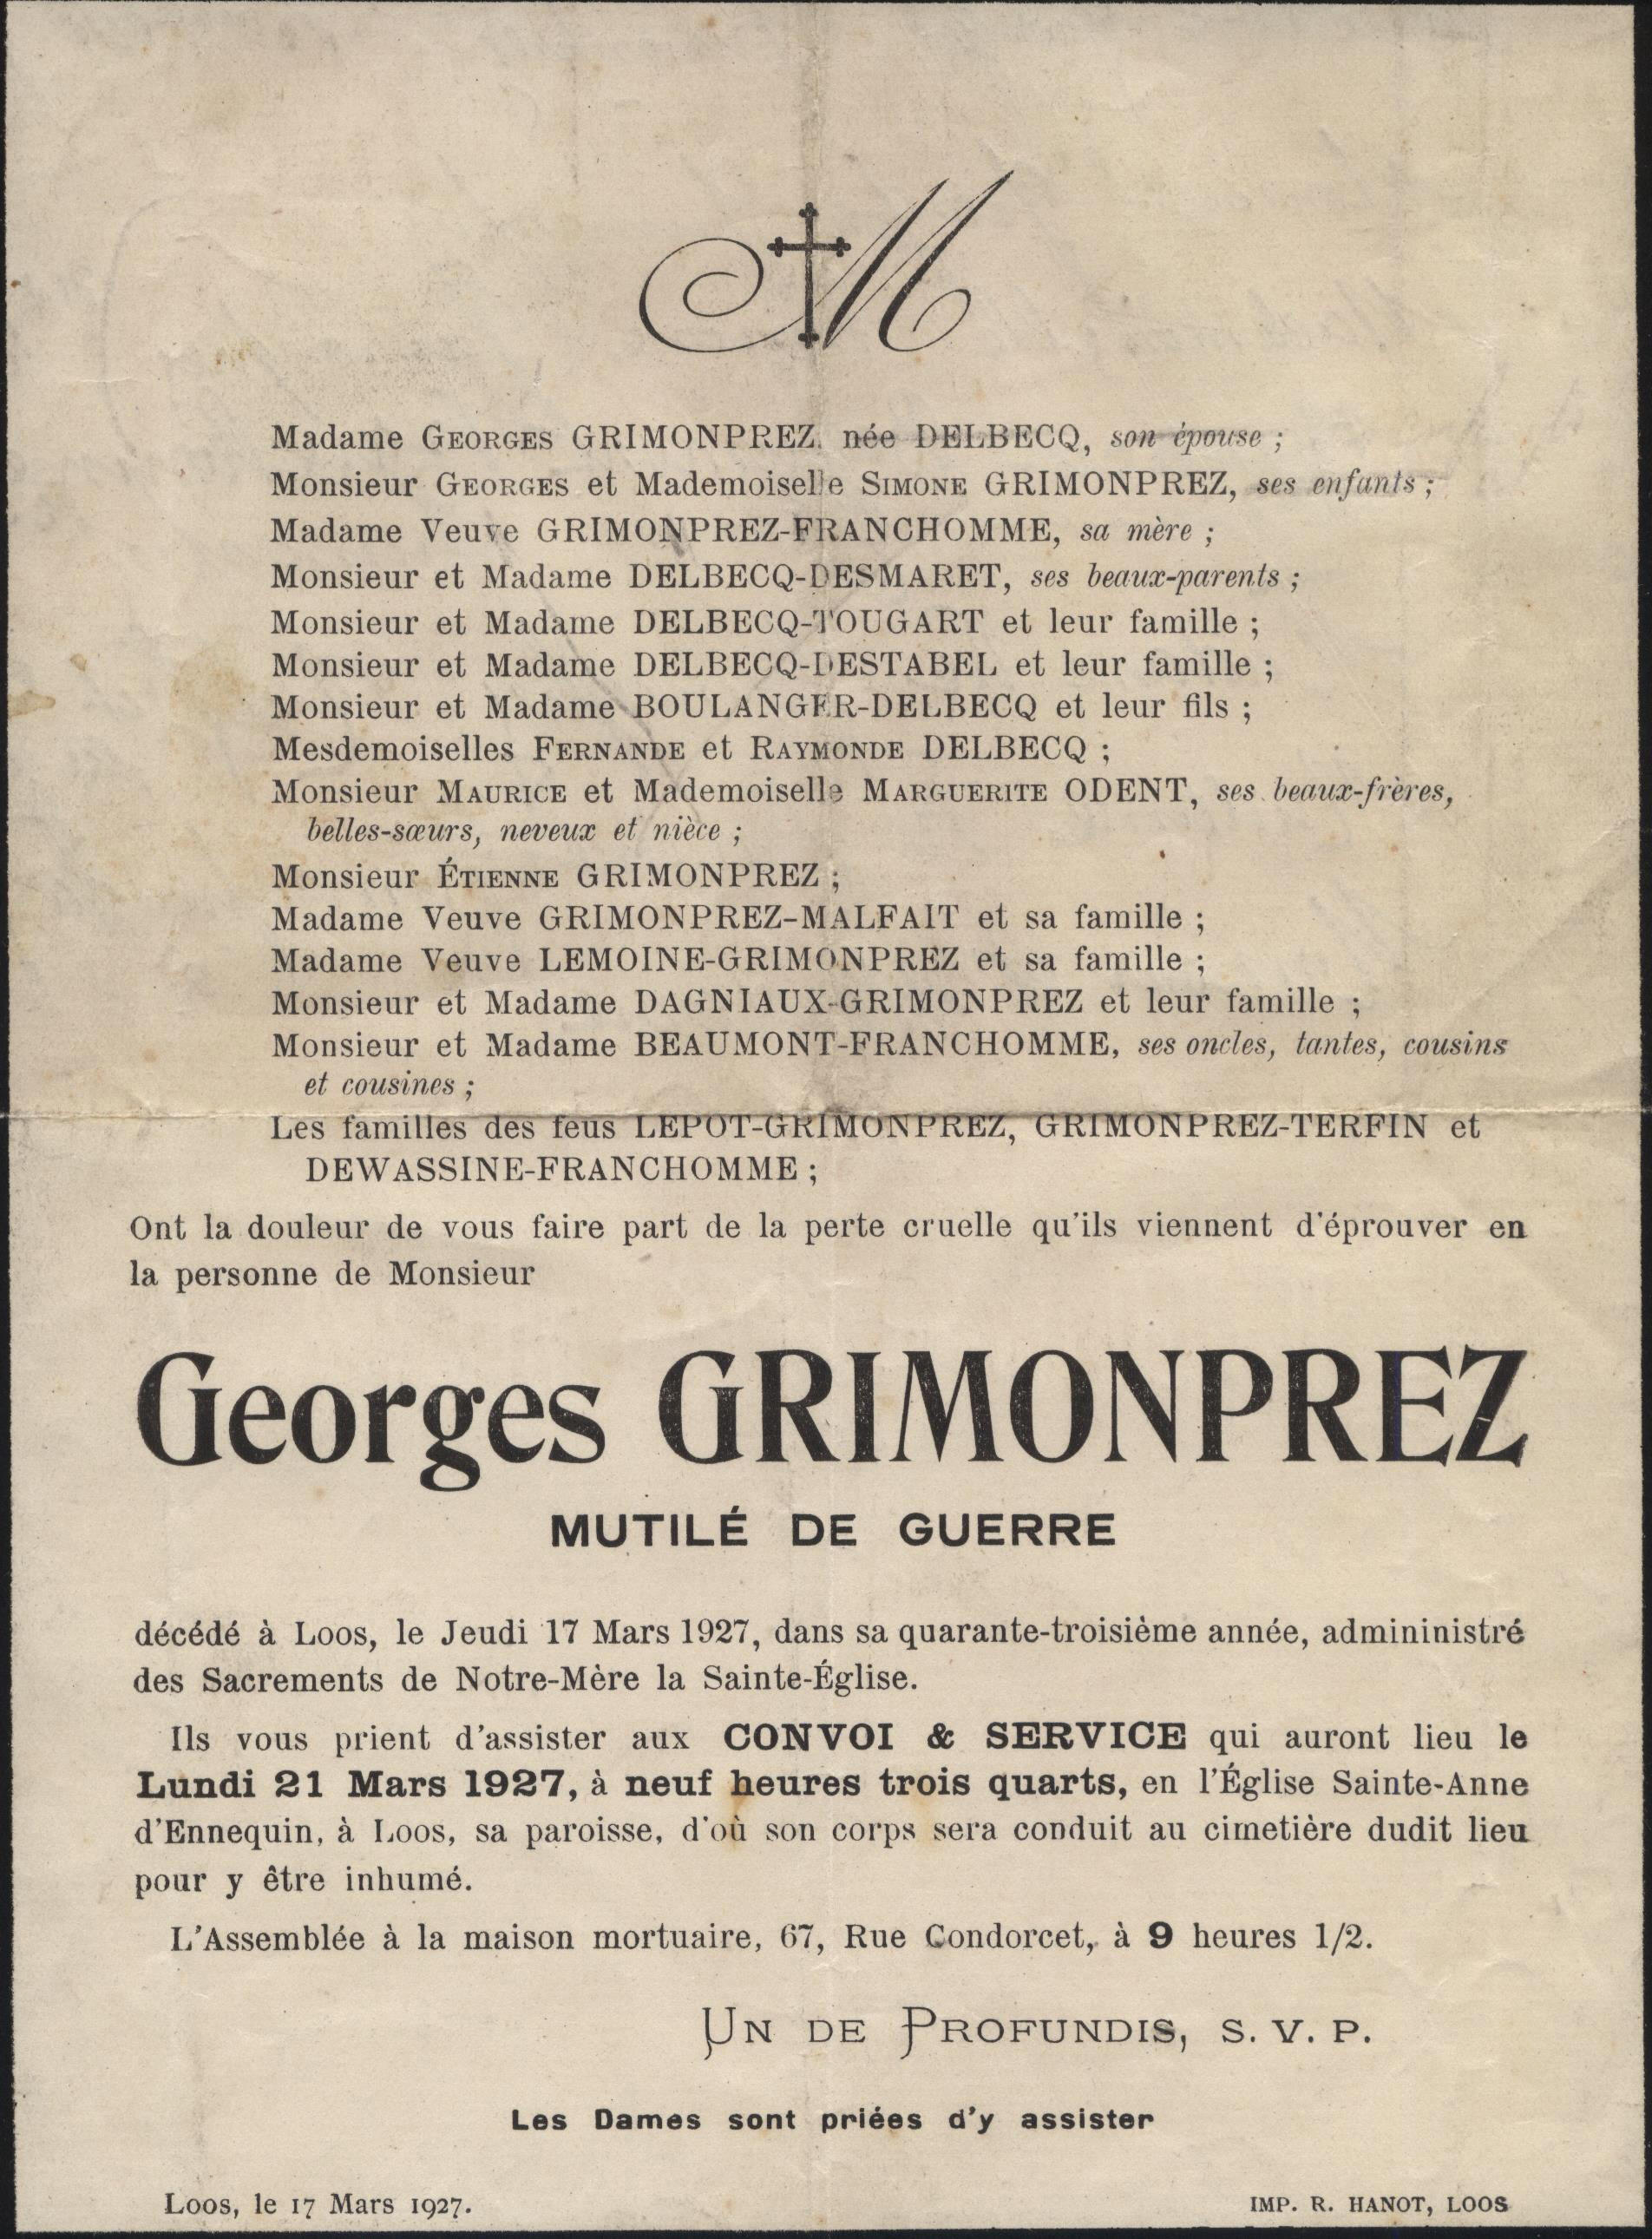 M
Madame GEORGES GRIMONPREZ, née DELBECQ, son épouse ;
Monsieur GEORGES et Mademoiselle SIMONE GRIMONPREZ, ses enfants ;
Madame Veuve GRIMONPREZ-FRANCHOMME, sa mère ;
Monsieur et Madame DELBECQ-DESMARET, ses beaux-parents ;
Monsieur et Madame DELBECQ-TOUGART et leur famille ;
Monsieur et Madame DELBECQ-DESTABEL et leur famille ;
Monsieur et Madame BOULANGER-DELBECQ et leur fils ;
Mesdemoiselles FERNANDE et RAYMONDE DELBECQ ;
Monsieur MAURICE et Mademoiselle MARGUERITE ODENT, ses beaux-frères,
belles-sœurs, neveux et nièce ;
Monsieur ÉTIENNE GRIMONPREZ ;
Madame Veuve GRIMONPREZ-MALFAIT et sa famille ;
Madame Veuve LEMOINE-GRIMONPREZ et sa famille ;
Monsieur et Madame DAGNIAUX-GRIMONPREZ et leur famille ;
Monsieur et Madame BEAUMONT-FRANCHOMME, ses oncles, tantes, cousins
et cousines ;
Les familles des feus LEPOT-GRIMONPREZ, GRIMONPREZ-TERFIN et
DEWASSINE-FRANCHOMME ;
Ont la douleur de vous faire part de la perte cruelle qu'ils viennent d'éprouver en
la personne de Monsieur
Georges GRIMONPREZ
MUTILÉ DE GUERRE
décédé à Loos, le Jeudi 17 Mars 1927, dans sa quarante-troisième année, admininistré
des Sacrements de Notre-Mère la Sainte-Église.
Ils vous prient d'assister aux CONVOI & SERVICE qui auront lieu le
Lundi 21 Mars 1927, à neuf heures trois quarts, en l'Église Sainte-Anne
d'Ennequin, à Loos, sa paroisse, d'où son corps sera conduit au cimetière dudit lieu
pour y être inhumé.
L'Assemblée à la maison mortuaire, 67, Rue Condorcet, à 9 heures 1/2.
UN DE PROFUNDIS, S. V. P.
Les Dames sont priées d'y assister
Loos, le 17 Mars 1927.
IMP. R. HANOT, LOOS